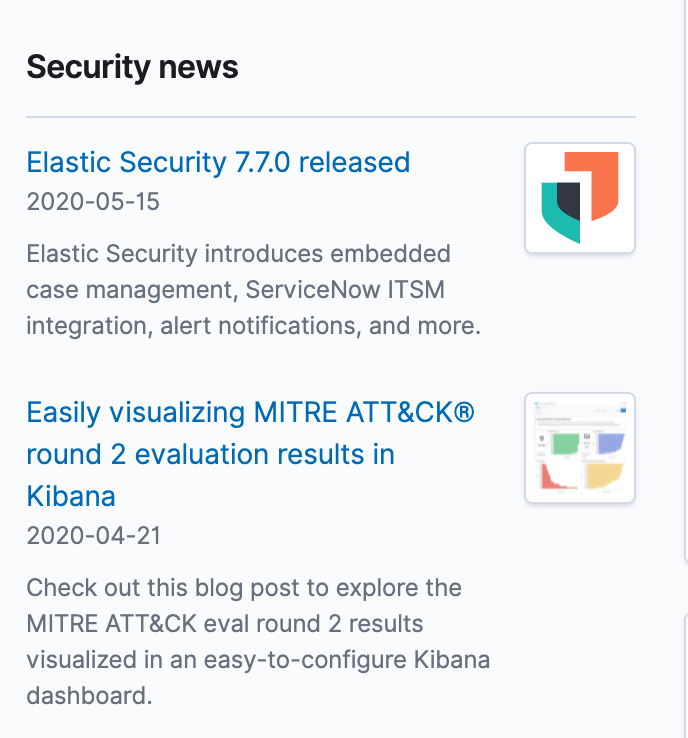 Security news
Elastic Security 7.7.0 released
2020-05-15
Elastic Security introduces embedded
case management, ServiceNow ITSM
integration, alert notifications, and more.
Easily visualizing MITRE ATT&CK®
round 2 evaluation results in
Kibana
2020-04-21
Check out this blog post to explore the
MITRE ATT&CK eval round 2 results
visualized in an easy-to-configure Kibana
dashboard.